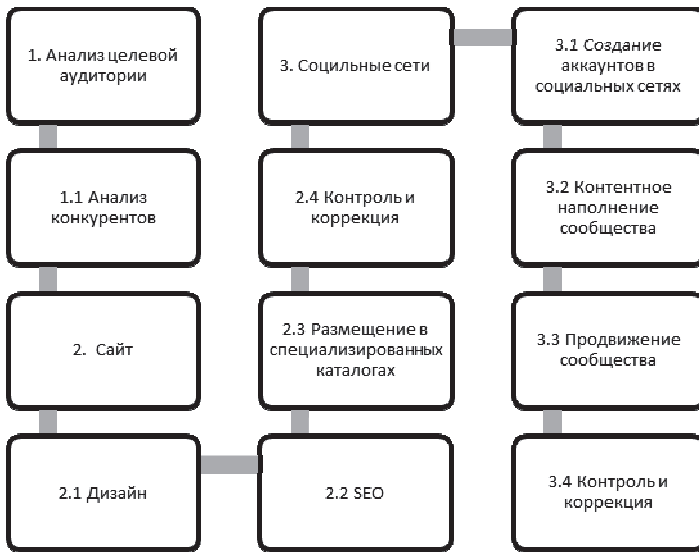 1. Анализ целевой
аудитории
1.1 Анализ
конкурентов
2. Сайт
2.1 Дизайн
2.2 SEO
2.3 Размещение в
специализированных
каталогах
2.4 Контроль и
коррекция
3. Социльные сети
3.1 Создание
аккаунтов в
социальных сетях
3.2 Контентное
наполнение
сообщества
3.3 Продвижение
сообщества
3.4 Контроль и
коррекция